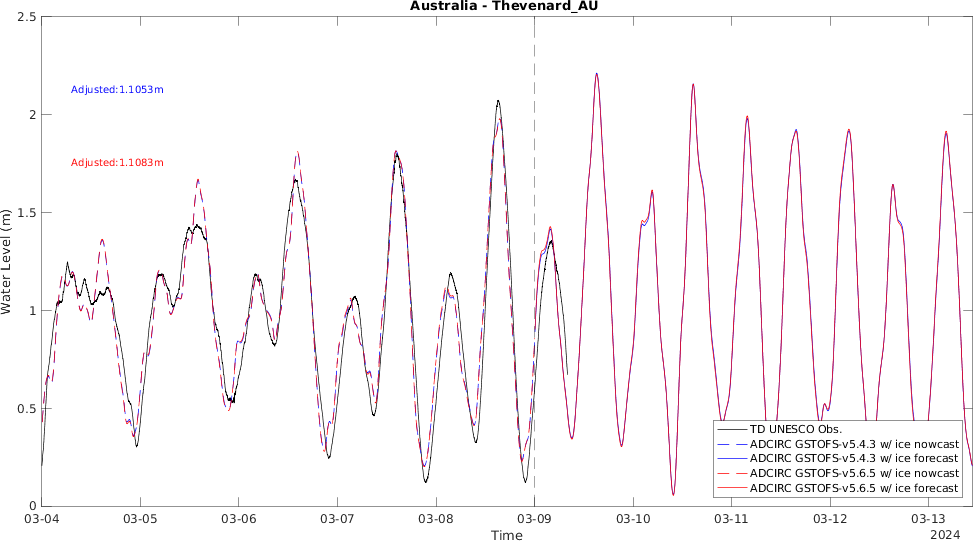 Australia - Thevenard_AU
2.5
2
1.5
1
0.5
0
Water Level (m)
Adjusted:1.1053m
Adjusted:1.1083m
TD UNESCO Obs.
ADCIRC GSTOFS-v5.4.3 w/ ice nowcast
ADCIRC GSTOFS-v5.4.3 w/ ice forecast
ADCIRC GSTOFS-v5.6.5 w/ ice nowcast
ADCIRC GSTOFS-v5.6.5 w/ ice forecast
03-04 03-05 03-06 03-07 03-08 03-09 03-10 03-11 03-12 03-13
Time
2024